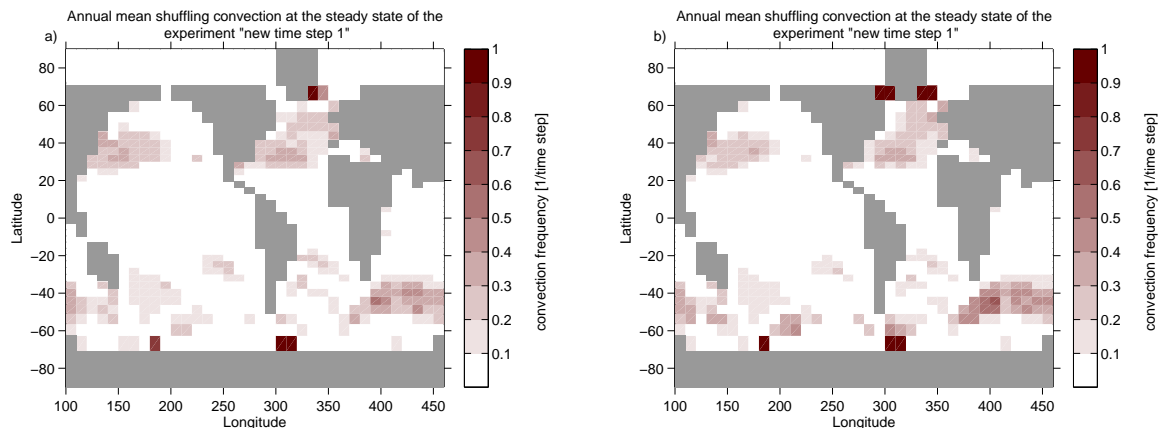 Annual mean shuffling convection at the steady state of the
experiment "new time step 1"
a)
80
60
40
20
0
−20
−40
−60
−80
Latitude
100 150 200 250 300 350 400 450
Longitude
1
0.9
0.8
0.7
0.6
0.5
0.4
0.3
0.2
0.1
convection frequency [1/time step]
Annual mean shuffling convection at the steady state of the
experiment "new time step 1"
b)
80
60
40
20
0
−20
−40
−60
−80
Latitude
100 150 200 250 300 350 400 450
Longitude
1
0.9
0.8
0.7
0.6
0.5
0.4
0.3
0.2
0.1
convection frequency [1/time step]